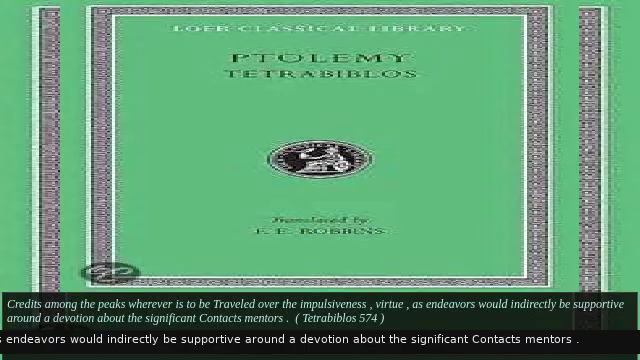 LOEB CLASSICAL LIBRARY
PTOLEMY
TETRABIBLOS
Translated by
F. E. ROBBINS
Credits among the peaks wherever is to be Traveled over the impulsiveness , virtue , as endeavors would indirectly be supportive
around a devotion about the significant Contacts mentors . ( Tetrabiblos 574 )
s endeavors would indirectly be supportive around a devotion about the significant Contacts mentors .